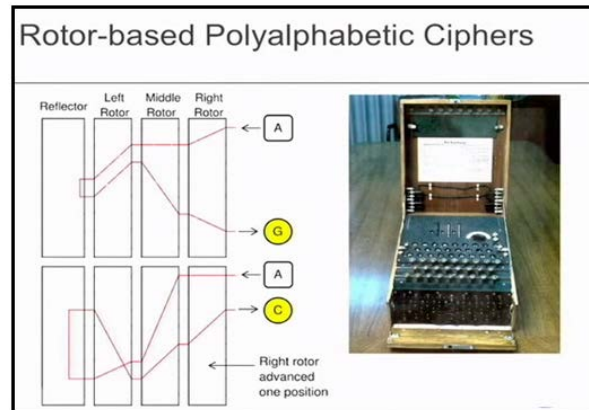 Rotor-based Polyalphabetic Ciphers
Reflector
Left
Rotor
Middle
Rotor
Right
Rotor
A
G
A
C
Right rotor
advanced
one position